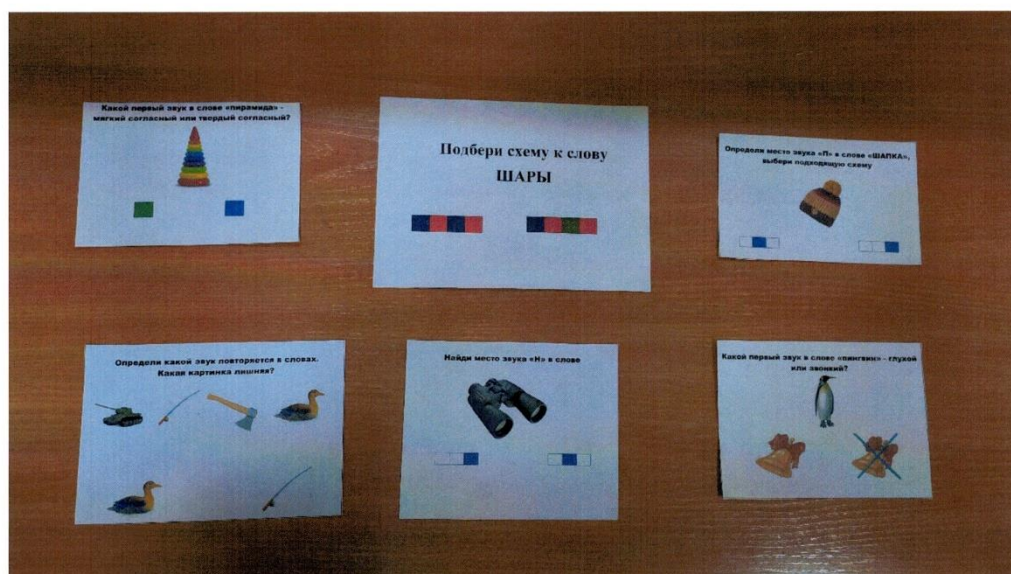 Какой первый звук в слове «пирамида» -
мягкий согласный или твердый согласный?
Подбери схему к слову
ШАРЫ
Определи место звука «П» в слове «ШАПКА»,
выбери подходящую схему
Определи какой звук повторяется в словах.
Какая картинка лишняя?
Найди место звука «Н» в слове
Какой первый звук в слове «пингвин» - глухой
или звонкий?